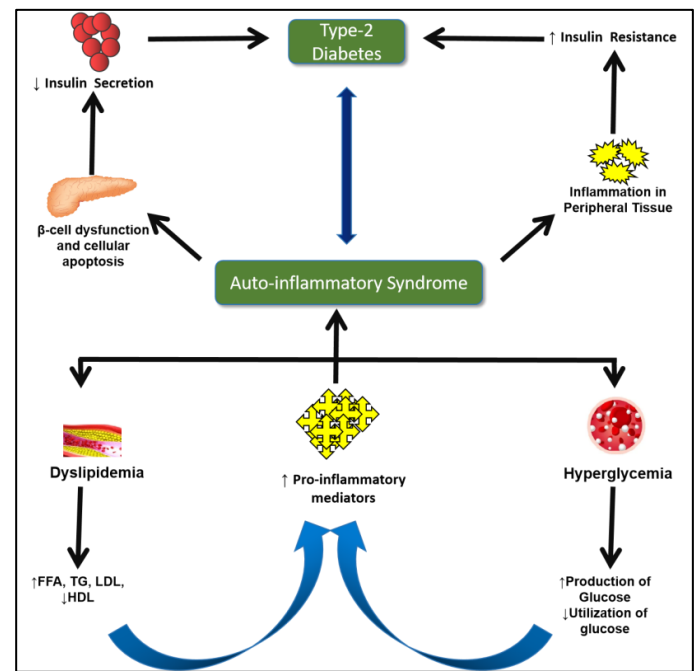 Type-2
Diabetes
↑ Insulin Resistance
↓ Insulin Secretion
Inflammation in
Peripheral Tissue
β-cell dysfunction
and cellular
apoptosis
Auto-inflammatory Syndrome
Dyslipidemia
↑ Pro-inflammatory
mediators
Hyperglycemia
↑FFA, TG, LDL,
↓HDL
↑Production of
Glucose
↓Utilization of
glucose